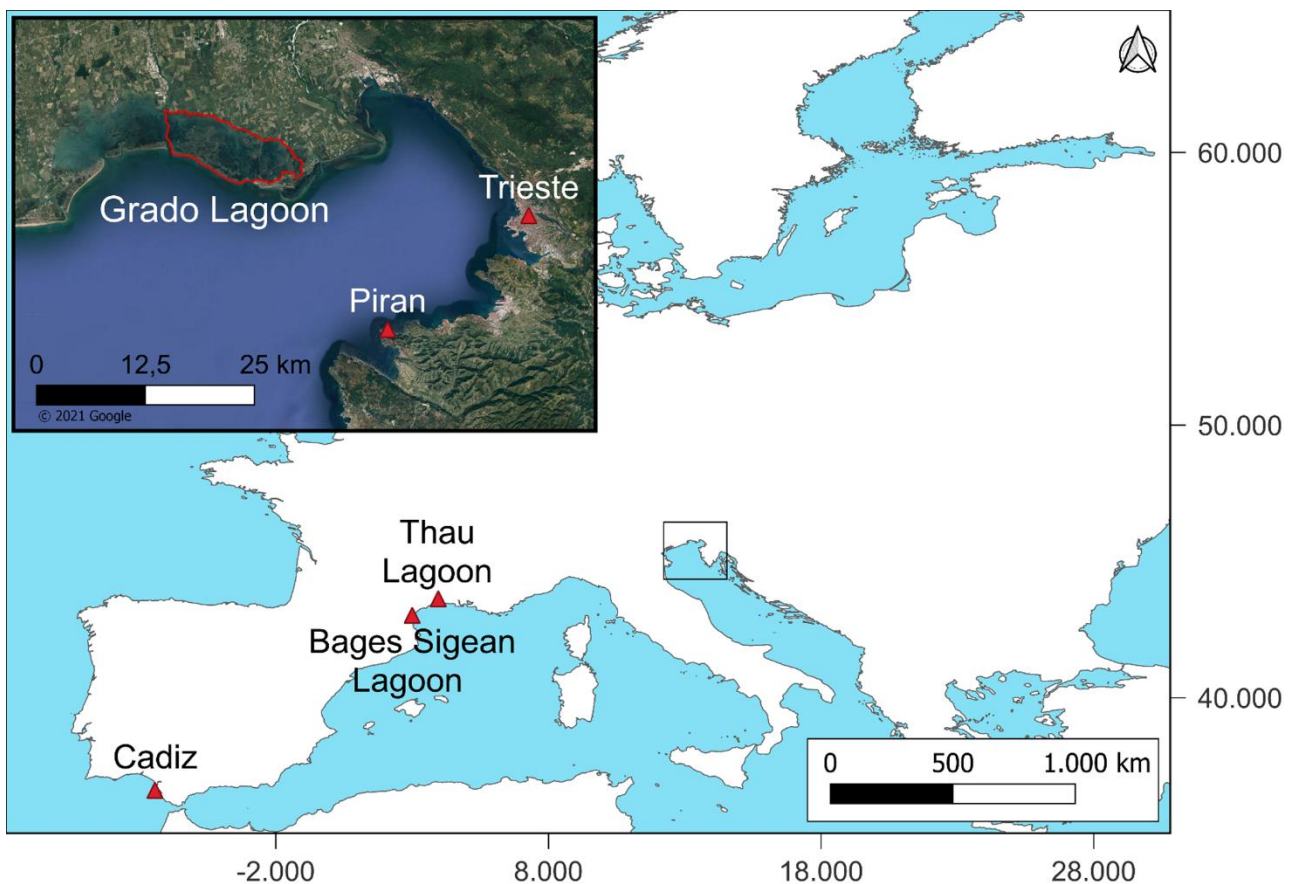 Trieste
Grado Lagoon
Piran
0 12,5 25 km
© 2021 Google
60.000
50.000
Thau
Lagoon
Bages Sigean
Lagoon
40.000
Cadiz
0 500 1.000 km
-2.000 8.000 18.000 28.000